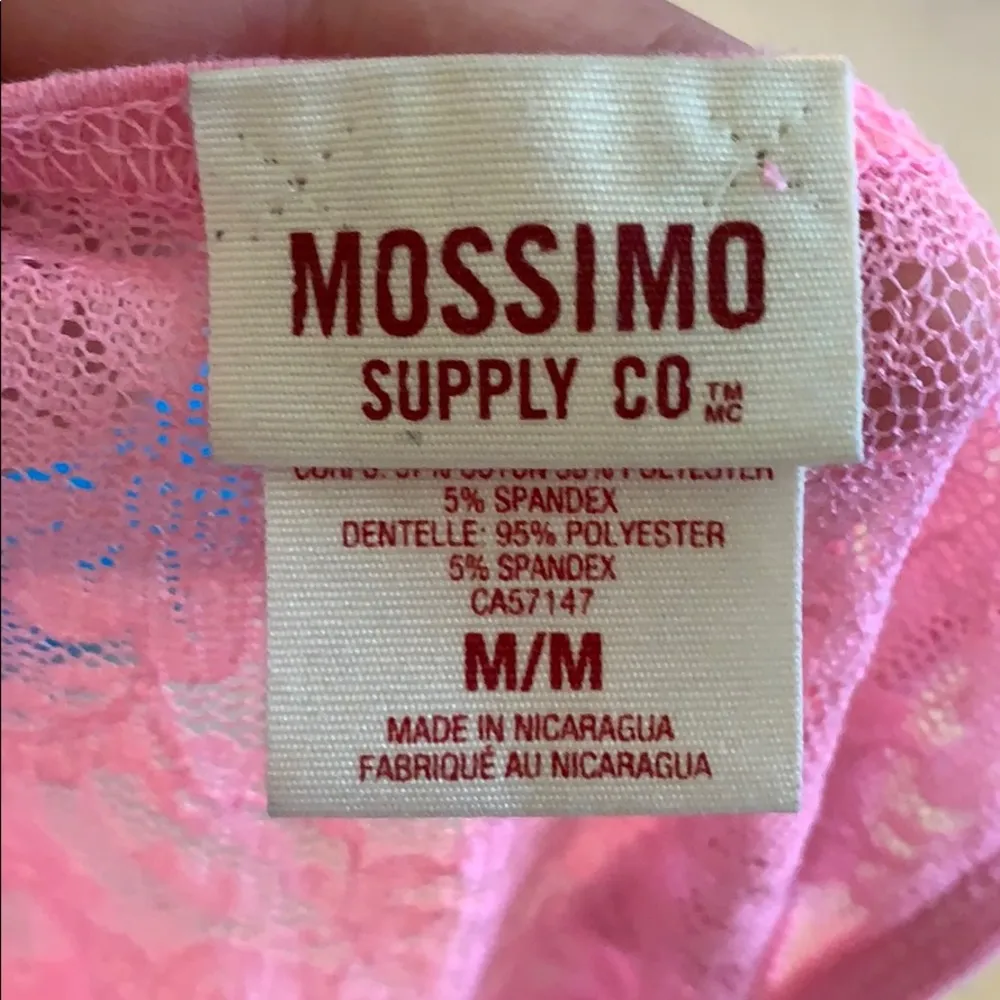 MOSSIMO
SUPPLY CO TM MC
5% SPANDEX
DENTELLE: 95% POLYESTER
5% SPANDEX
CA57147
M/M
MADE IN NICARAGUA
FABRIQUÉ AU NICARAGUA